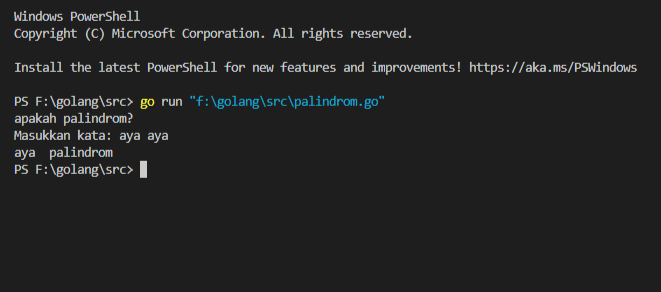 Windows PowerShell
Copyright (C) Microsoft Corporation. All rights reserved.
Install the latest PowerShell for new features and improvements! https://aka.ms/PSWindows
PS F:\golang\src> go run "f:\golang\src\palindrom.go"
apakah palindrom?
Masukkan kata: aya aya
aya  palindrom
PS F:\golang\src>